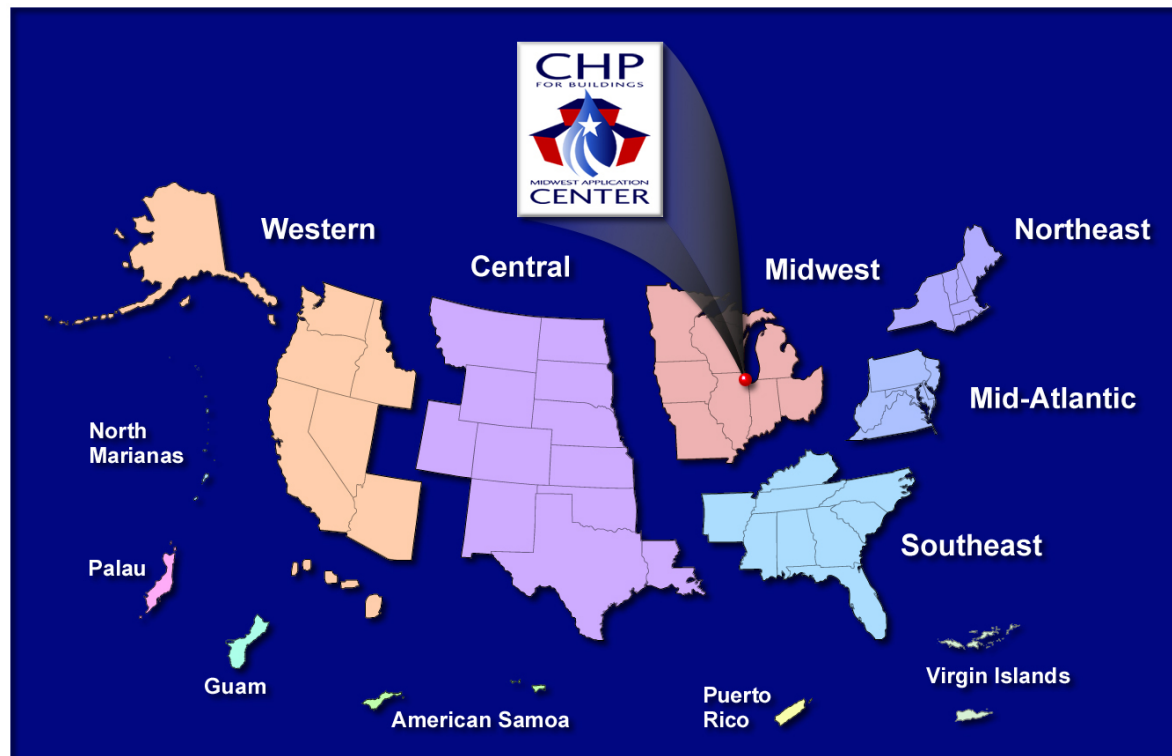 CHP
FOR BUILDINGS
MIDWEST APPLICATION
CENTER
Western
Central
Midwest
Northeast
Mid-Atlantic
North
Marianas
Southeast
Palau
Guam
American Samoa
Puerto
Rico
Virgin Islands